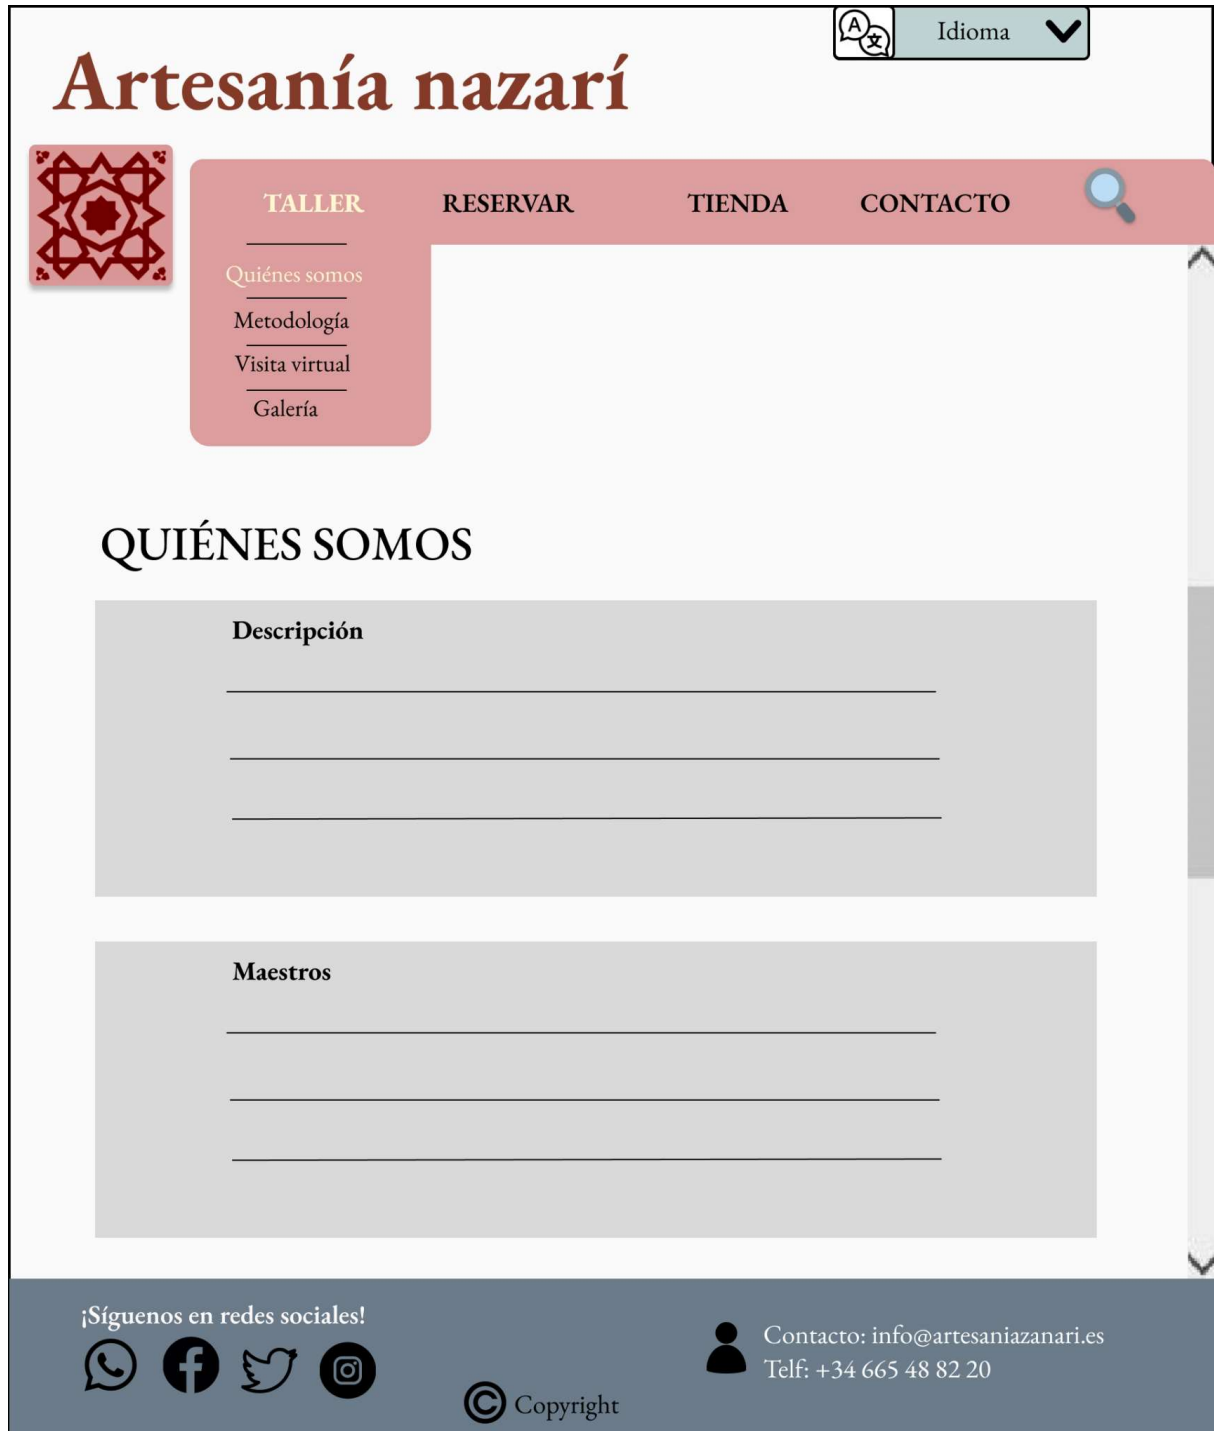 Idioma
Artesanía nazarí
TALLER RESERVAR TIENDA CONTACTO
Quiénes somos
Metodología
Visita virtual
Galería
QUIÉNES SOMOS
Descripción
Maestros
¡Síguenos en redes sociales!
Contacto: info@artesaniazanari.es
Telf: +34 665 48 82 20
© Copyright